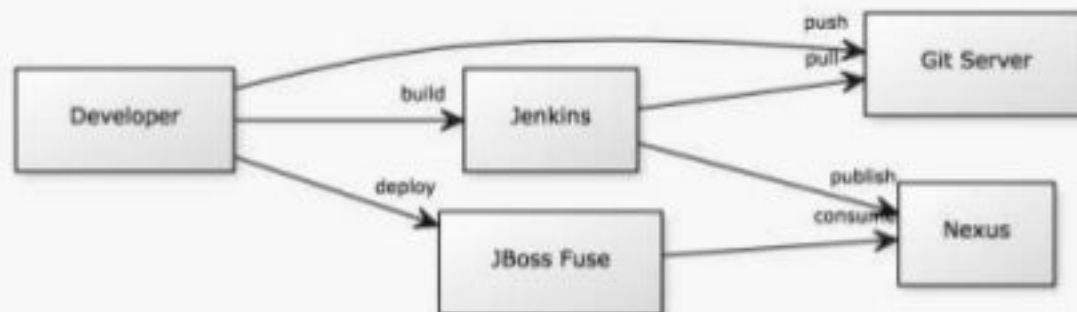 push
Git Server
pull
Developer
build
Jenkins
deploy
publish
consume
Nexus
JBoss Fuse